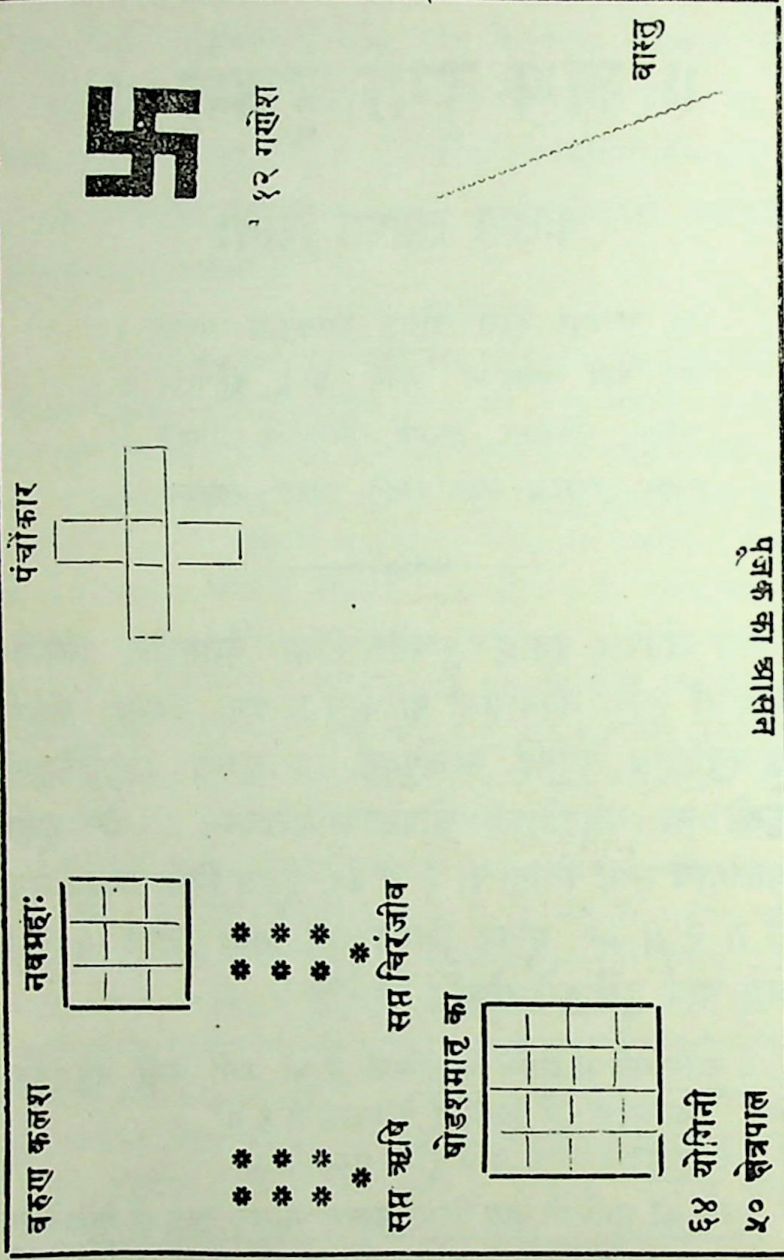 वरुण कलश
नवग्रहाः
पंचोंकार
१२ गणेश
सप्त ऋषि
सप्त चिरंजीव
षोडशमातृ का
वास्तु
६४ योगिनी
५० क्षेत्रपाल
पूजक का आसन